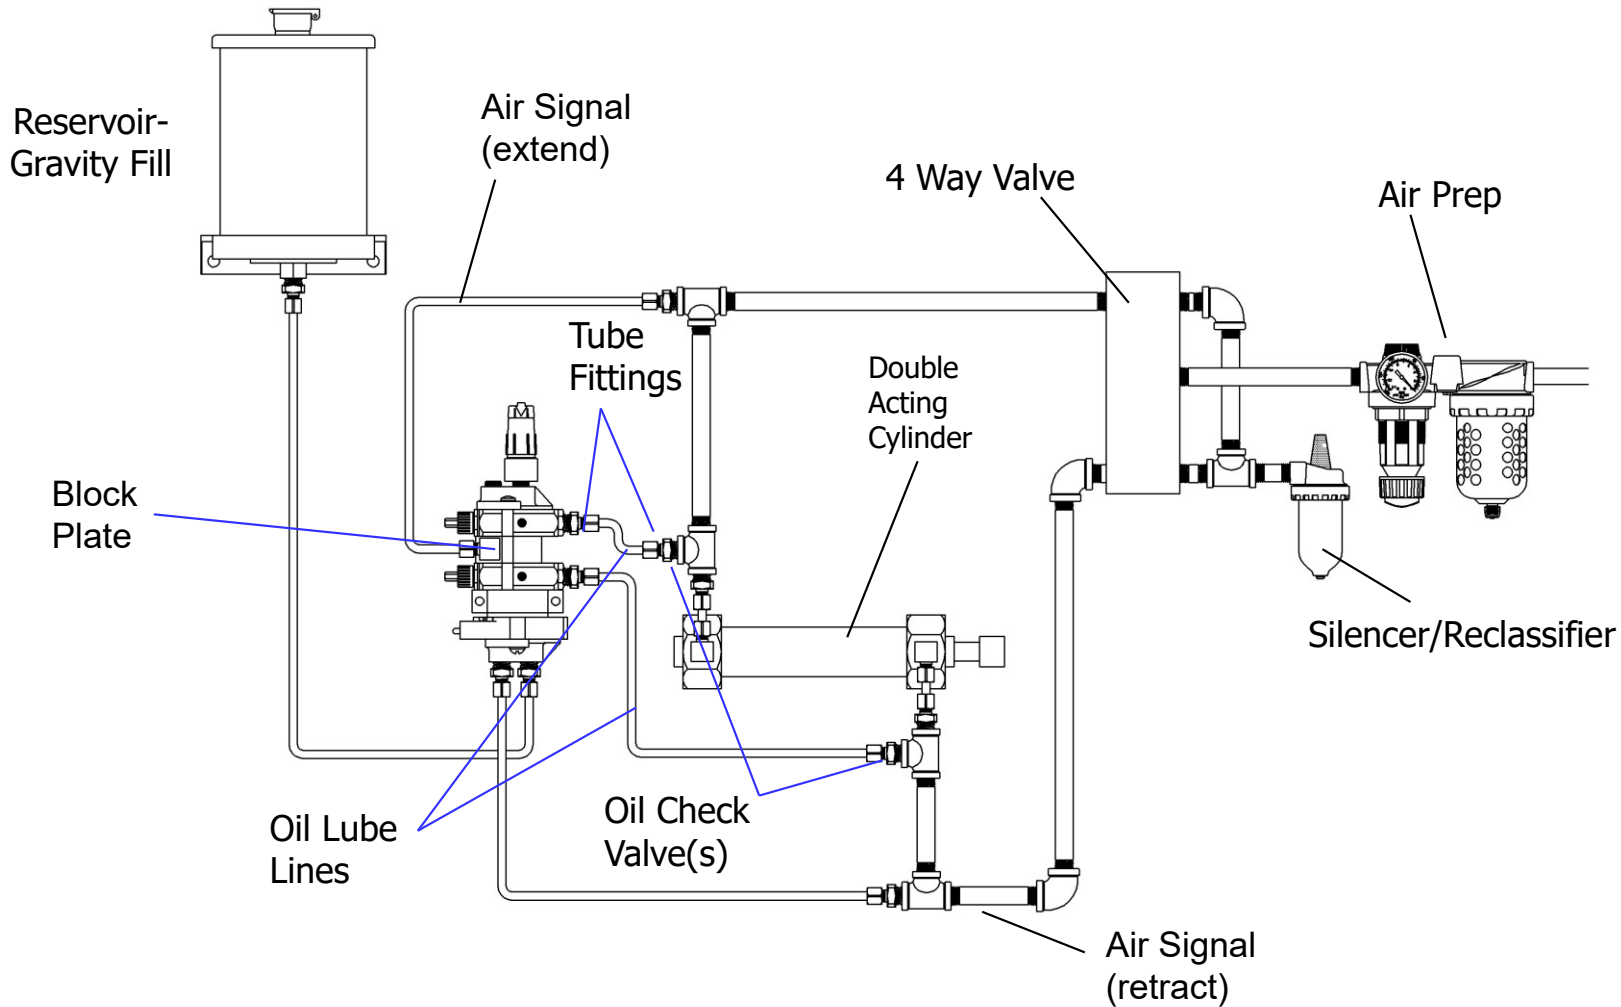 Reservoir-
Gravity Fill
Air Signal
(extend)
4 Way Valve
Air Prep
Tube
Fittings
Double
Acting
Cylinder
Block
Plate
Silencer/Reclassifier
Oil Lube
Lines
Oil Check
Valve(s)
Air Signal
(retract)